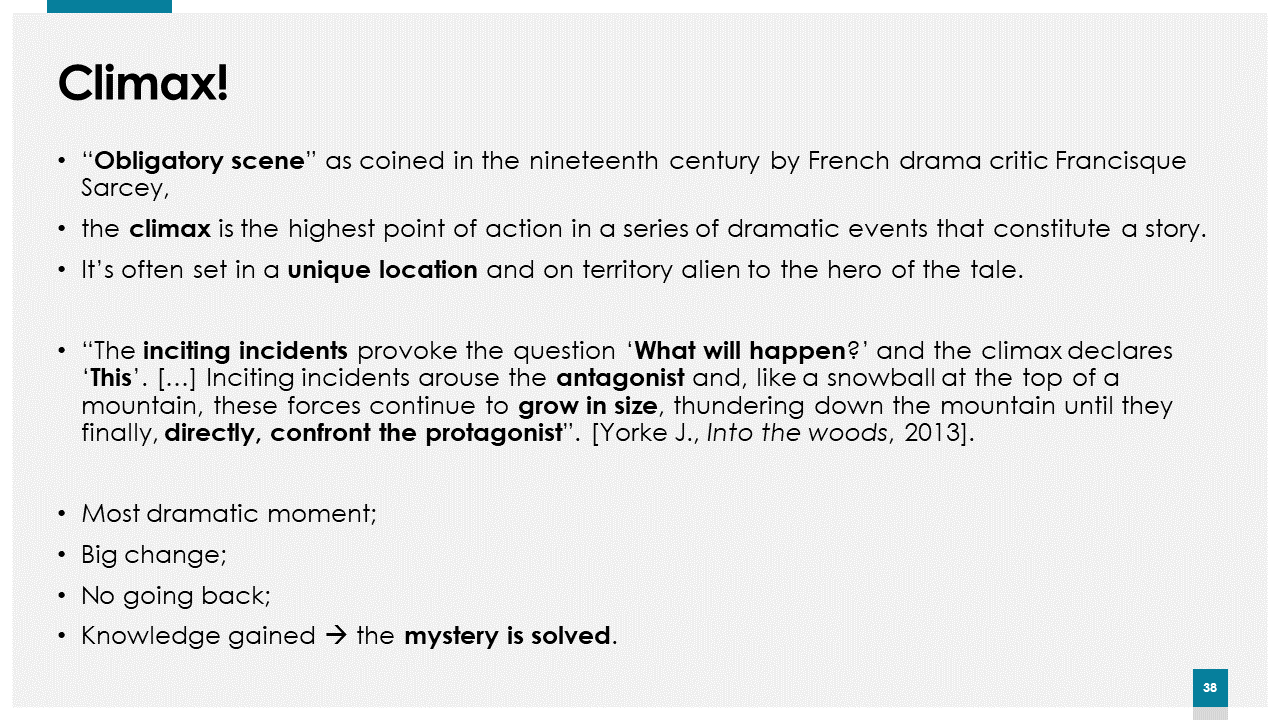 Climax!
• “Obligatory scene” as coined in the nineteenth century by French drama critic Francisque
Sarcey,
• the climax is the highest point of action in a series of dramatic events that constitute a story.
• It’s often set in a unique location and on territory alien to the hero of the tale.
• “The inciting incidents provoke the question ‘What will happen?’ and the climax declares
‘This’. […] Inciting incidents arouse the antagonist and, like a snowball at the top of a
mountain, these forces continue to grow in size, thundering down the mountain until they
finally, directly, confront the protagonist”. [Yorke J., Into the woods, 2013].
• Most dramatic moment;
• Big change;
• No going back;
• Knowledge gained → the mystery is solved.
38